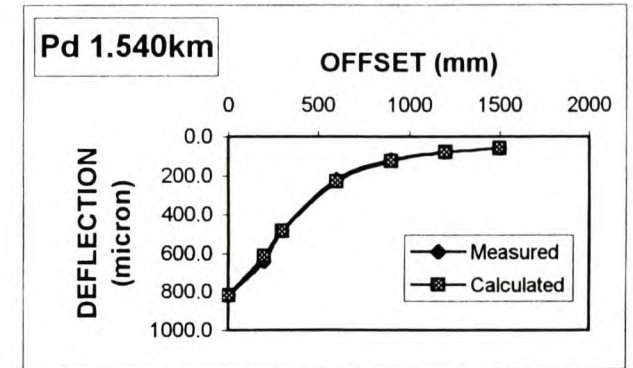 Pd 1.540km
OFFSET (mm)
0 500 1000 1500 2000
DEFLECTION
(micron)
0.0
200.0
400.0
600.0
800.0
1000.0
Measured
Calculated